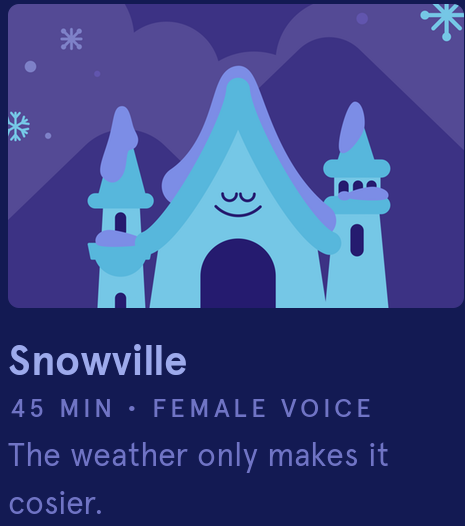 Snowville
45 MIN • FEMALE VOICE
The weather only makes it
cosier.